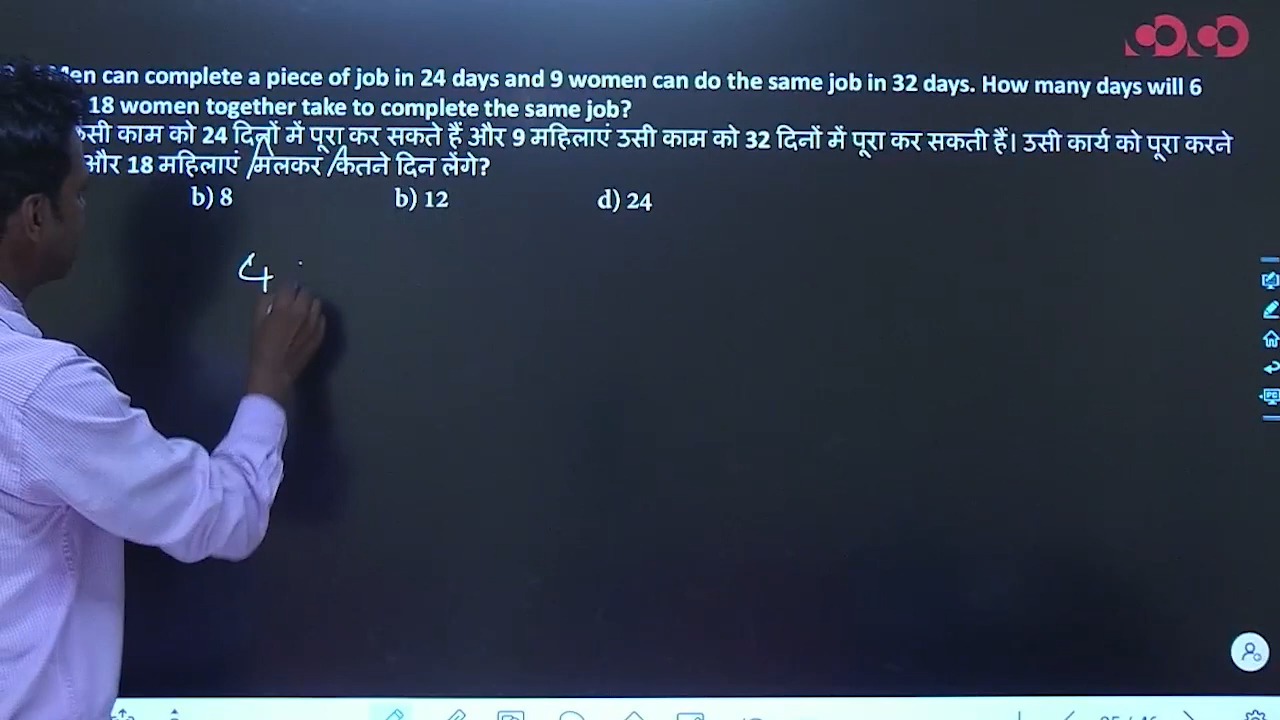 Men can complete a piece of job in 24 days and 9 women can do the same job in 32 days. How many days will 6
18 women together take to complete the same job?
काम को 24 दिनों में पूरा कर सकते हैं और 9 महिलाएं उसी काम को 32 दिनों में पूरा कर सकती हैं। उसी कार्य को पूरा करने
और 18 महिलाएं मिलकर कितने दिन लेंगे?
b) 8 b) 12 d) 24
4